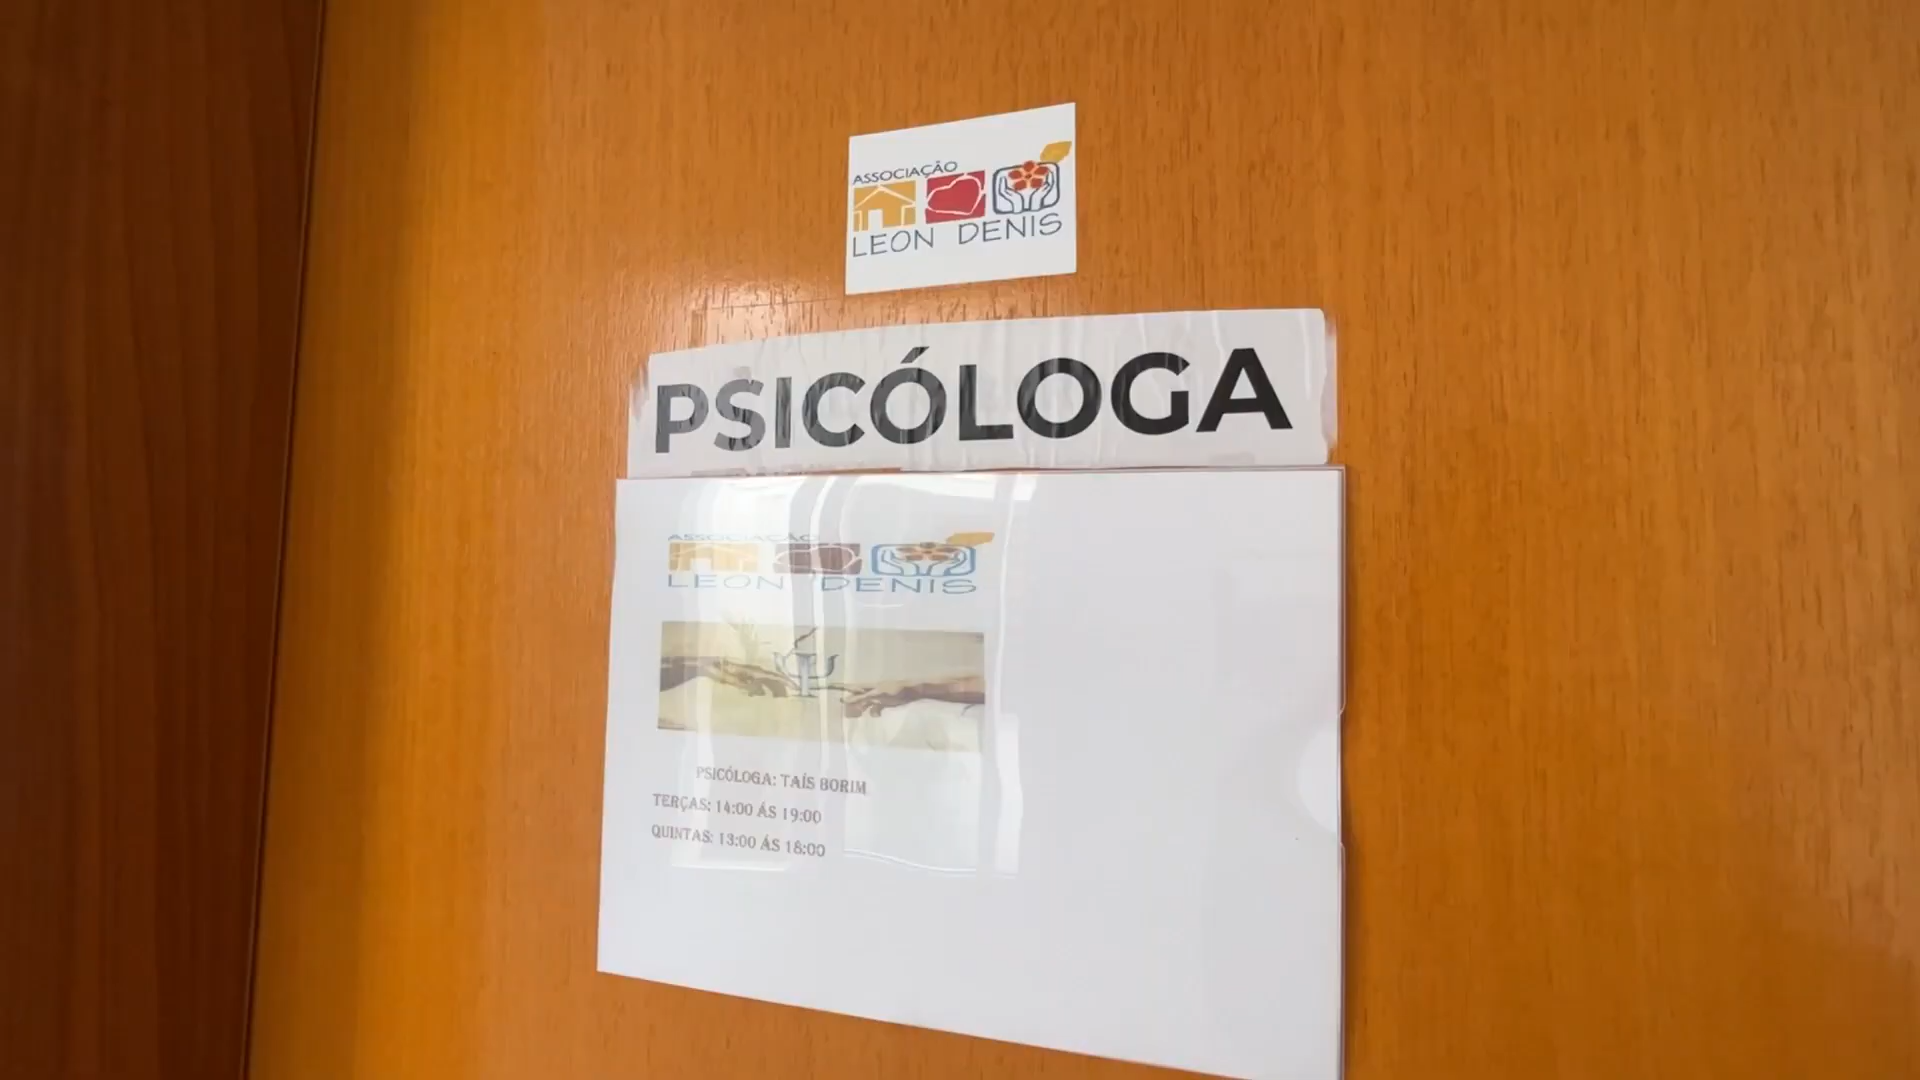 ASSOCIAÇÃO
LEON DENIS
PSICÓLOGA
ASSOCIAÇÃO
LEON DENIS
PSICÓLOGA: TAÍS BORIM
TERÇAS: 14:00 ÁS 19:00
QUINTAS: 13:00 ÁS 18:00